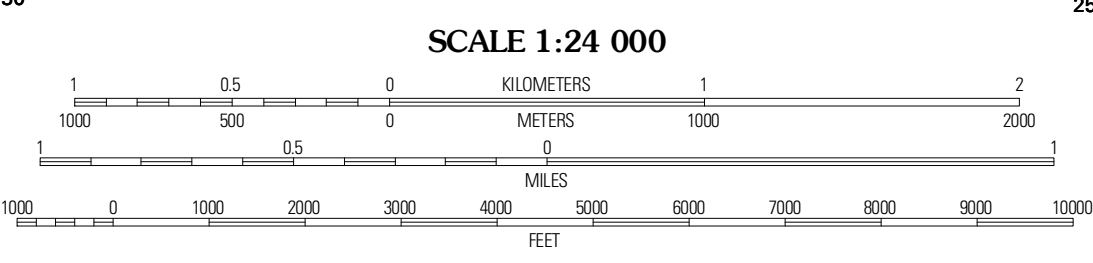 25
SCALE 1:24 000
1 0.5 0 KILOMETERS 1 2
1000 500 0 METERS 1000 2000
1 0.5 0 1
MILES
1000 0 1000 2000 3000 4000 5000 6000 7000 8000 9000 10000
FEET